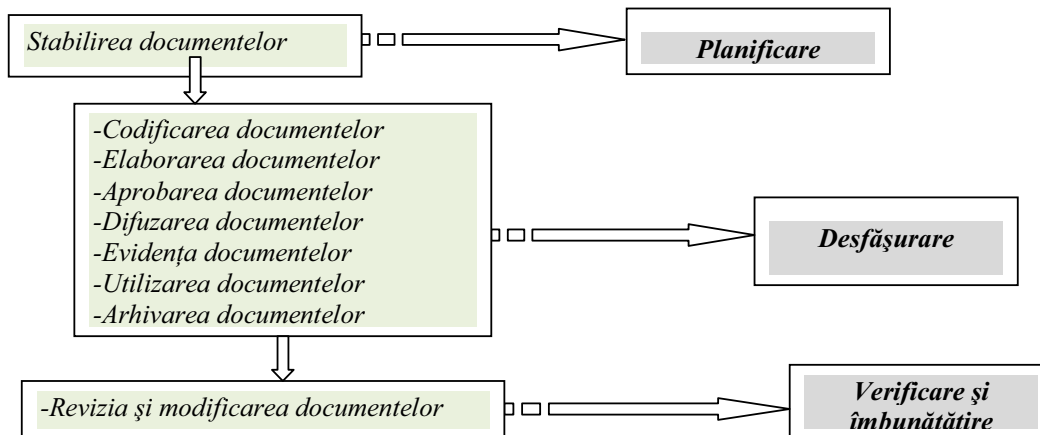 Stabilirea documentelor
Planificare
-Codificarea documentelor
-Elaborarea documentelor
-Aprobarea documentelor
-Difuzarea documentelor
-Evidența documentelor
-Utilizarea documentelor
-Arhivarea documentelor
Desfăşurare
-Revizia și modificarea documentelor
Verificare şi
îmbunătăţire